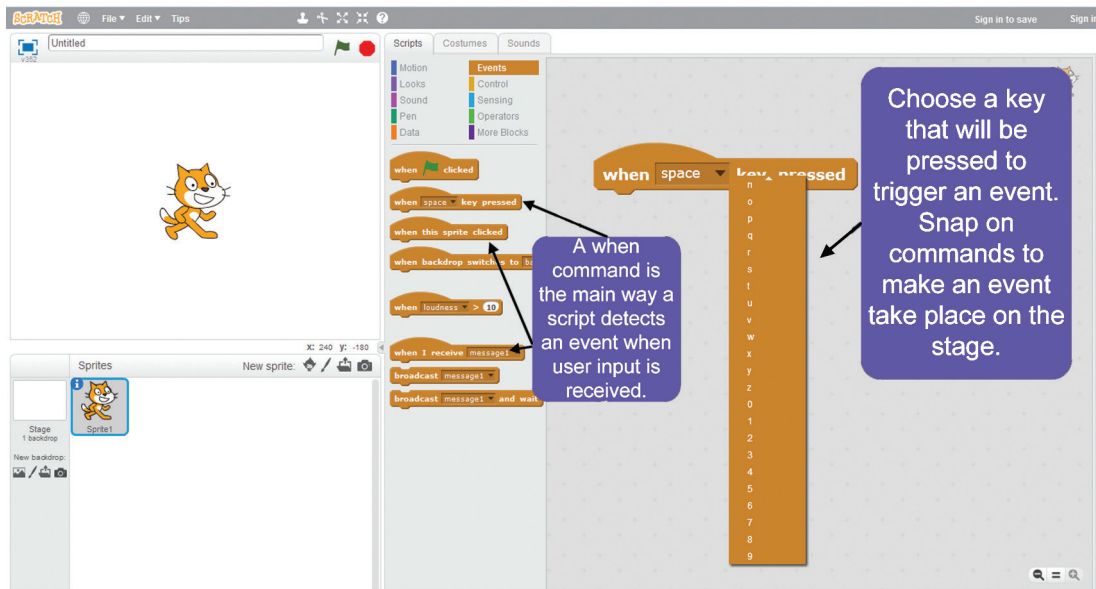 SCRATCH File Edit Tips Sign in to save Sign in
Untitled
v352
Scripts Costumes Sounds
Motion Events
Looks Control
Sound Sensing
Pen Operators
Data More Blocks
when clicked
when space key pressed
when this sprite clicked
when backdrop switches to
when loudness > 10
when I receive message1
broadcast message1
broadcast message1 and wait
A when
command is
the main way a
script detects
an event when
user input is
received.
when space key pressed
n
o
p
q
r
s
t
u
v
w
x
y
z
0
1
2
3
4
5
6
7
8
9
Choose a key
that will be
pressed to
trigger an event.
Snap on
commands to
make an event
take place on the
stage.
x: 240 y: -180
Sprites New sprite:
Stage
1 backdrop
New backdrop:
Sprite1